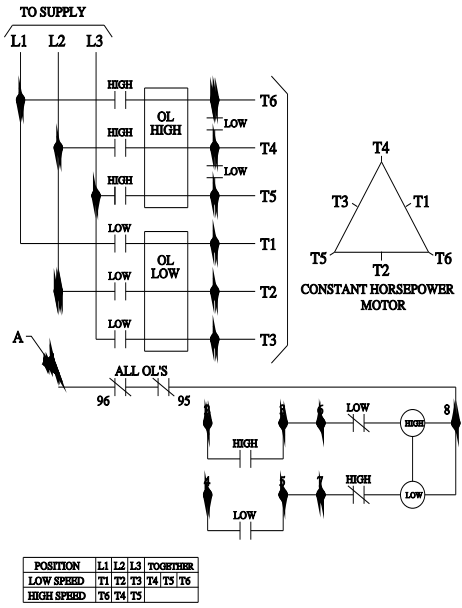 TO SUPPLY
L1 L2 L3
HIGH
T6
OL
HIGH
LOW
HIGH
T4
LOW
HIGH
T5
LOW
T1
OL
LOW
LOW
T2
LOW
T3
T4
T3 T1
T5 T6
T2
CONSTANT HORSEPOWER
MOTOR
A
ALL OL'S
96 95
6 LOW HIGH 8
HIGH
4 5 7 HIGH LOW
LOW
POSITION L1 L2 L3 TOGETHER
LOW SPEED T1 T2 T3 T4 T5 T6
HIGH SPEED T6 T4 T5